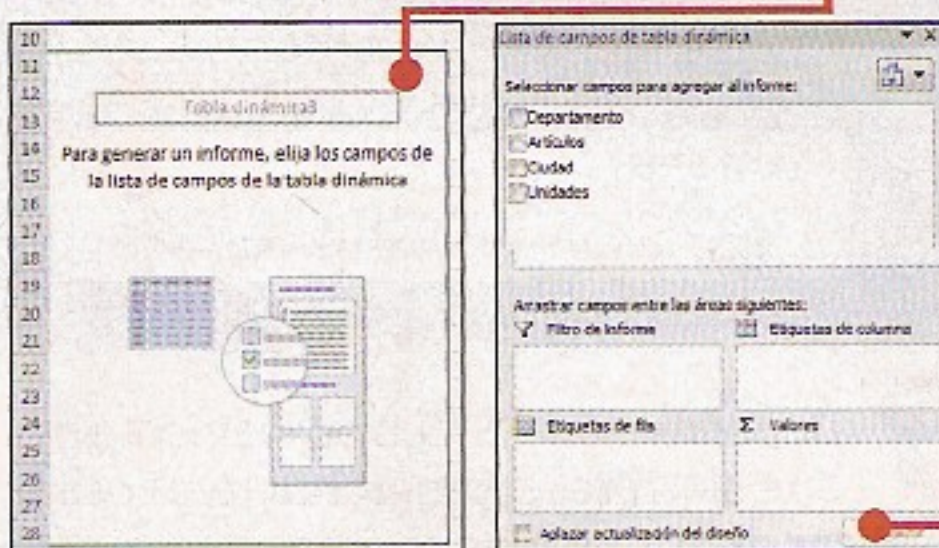 10
11
12
13
14
15
16
17
18
19
20
21
22
23
24
25
26
27
28
Tabla dinámica3
Para generar un informe, elija los campos de
la lista de campos de la tabla dinámica
Lista de campos de tabla dinámica
Seleccionar campos para agregar al informe:
Departamento
Artículos
Ciudad
Unidades
Arrastrar campos entre las áreas siguientes:
Filtro de informe
Etiquetas de columna
Etiquetas de fila
Σ Valores
Aplazar actualización del diseño